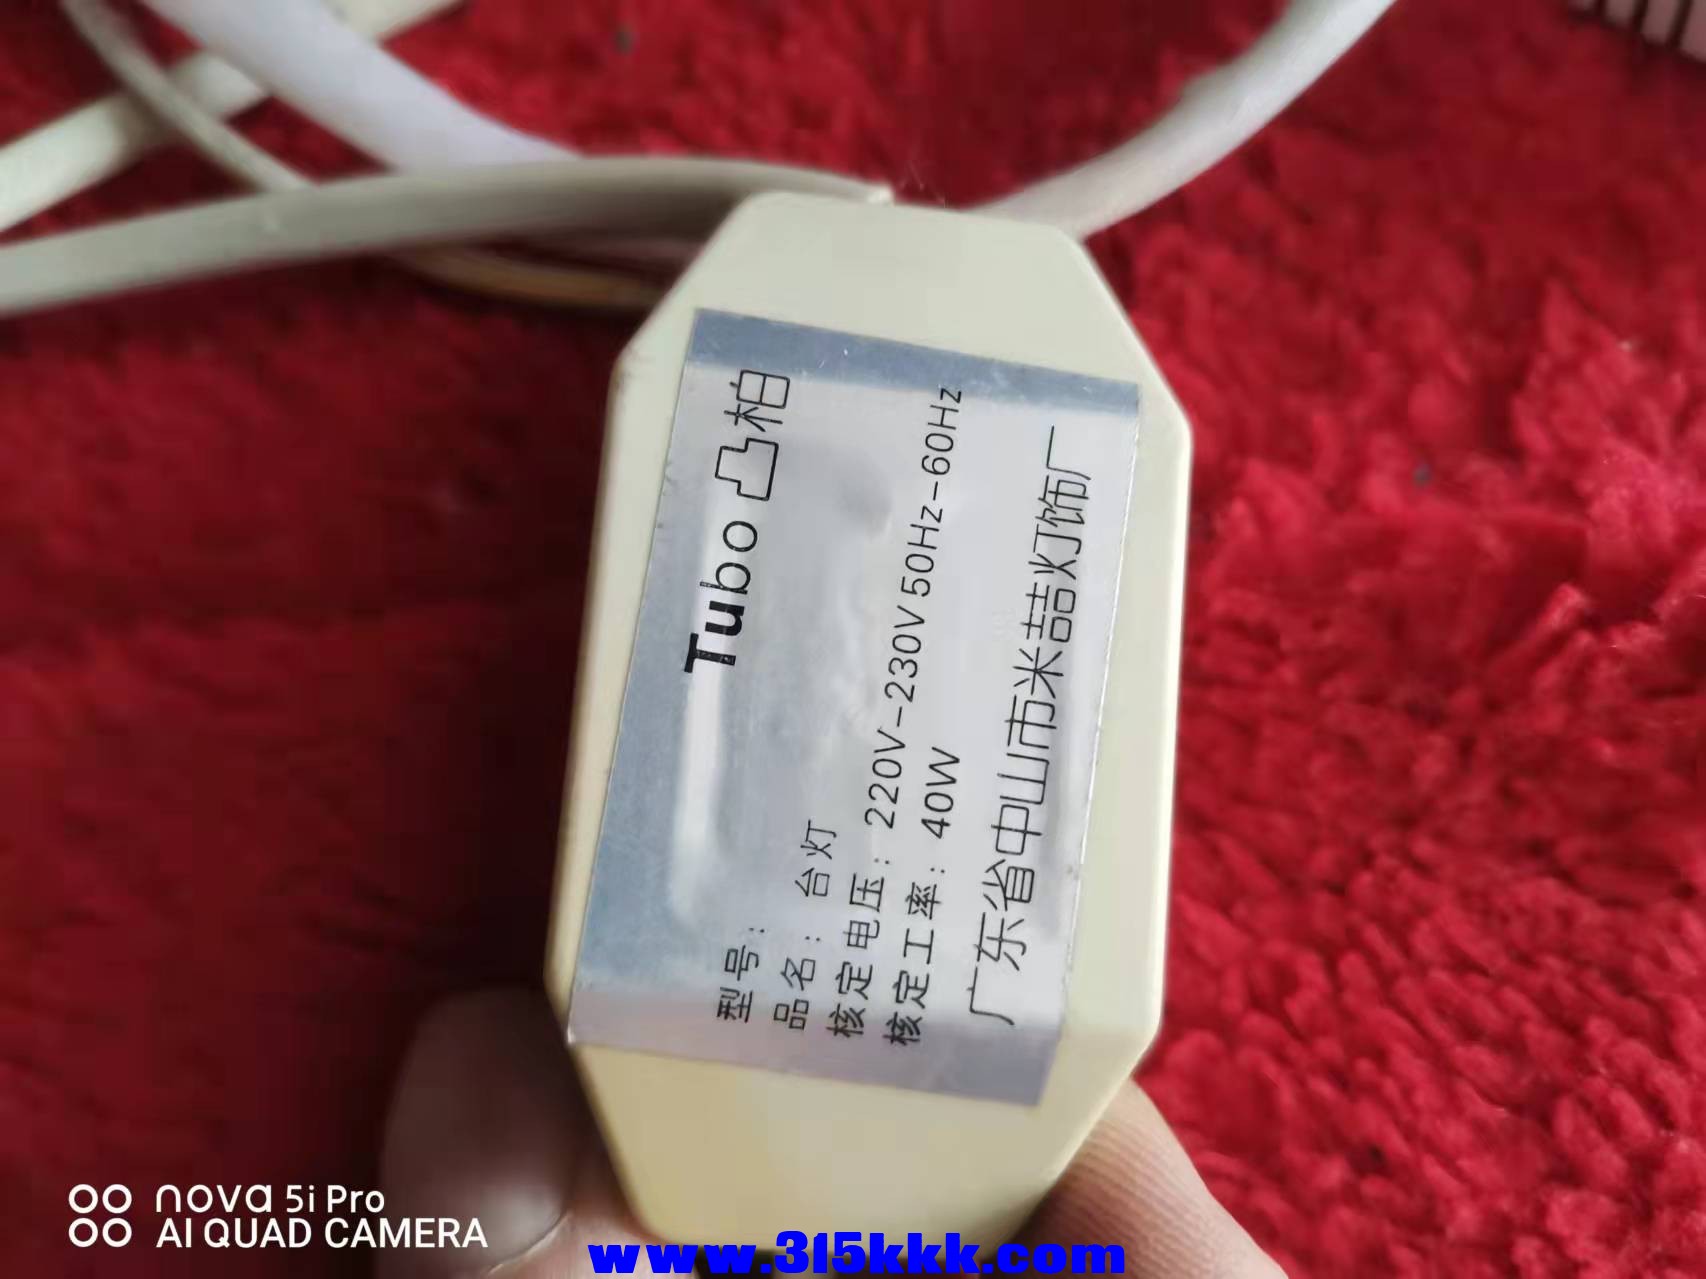 Tubo 凸柏
型号：
品名： 台灯
核定电压：220V-230V 50Hz-60Hz
核定工率：40W
广东省中山市米喆灯饰厂
nova 5i Pro
AI QUAD CAMERA
www.315kkk.com